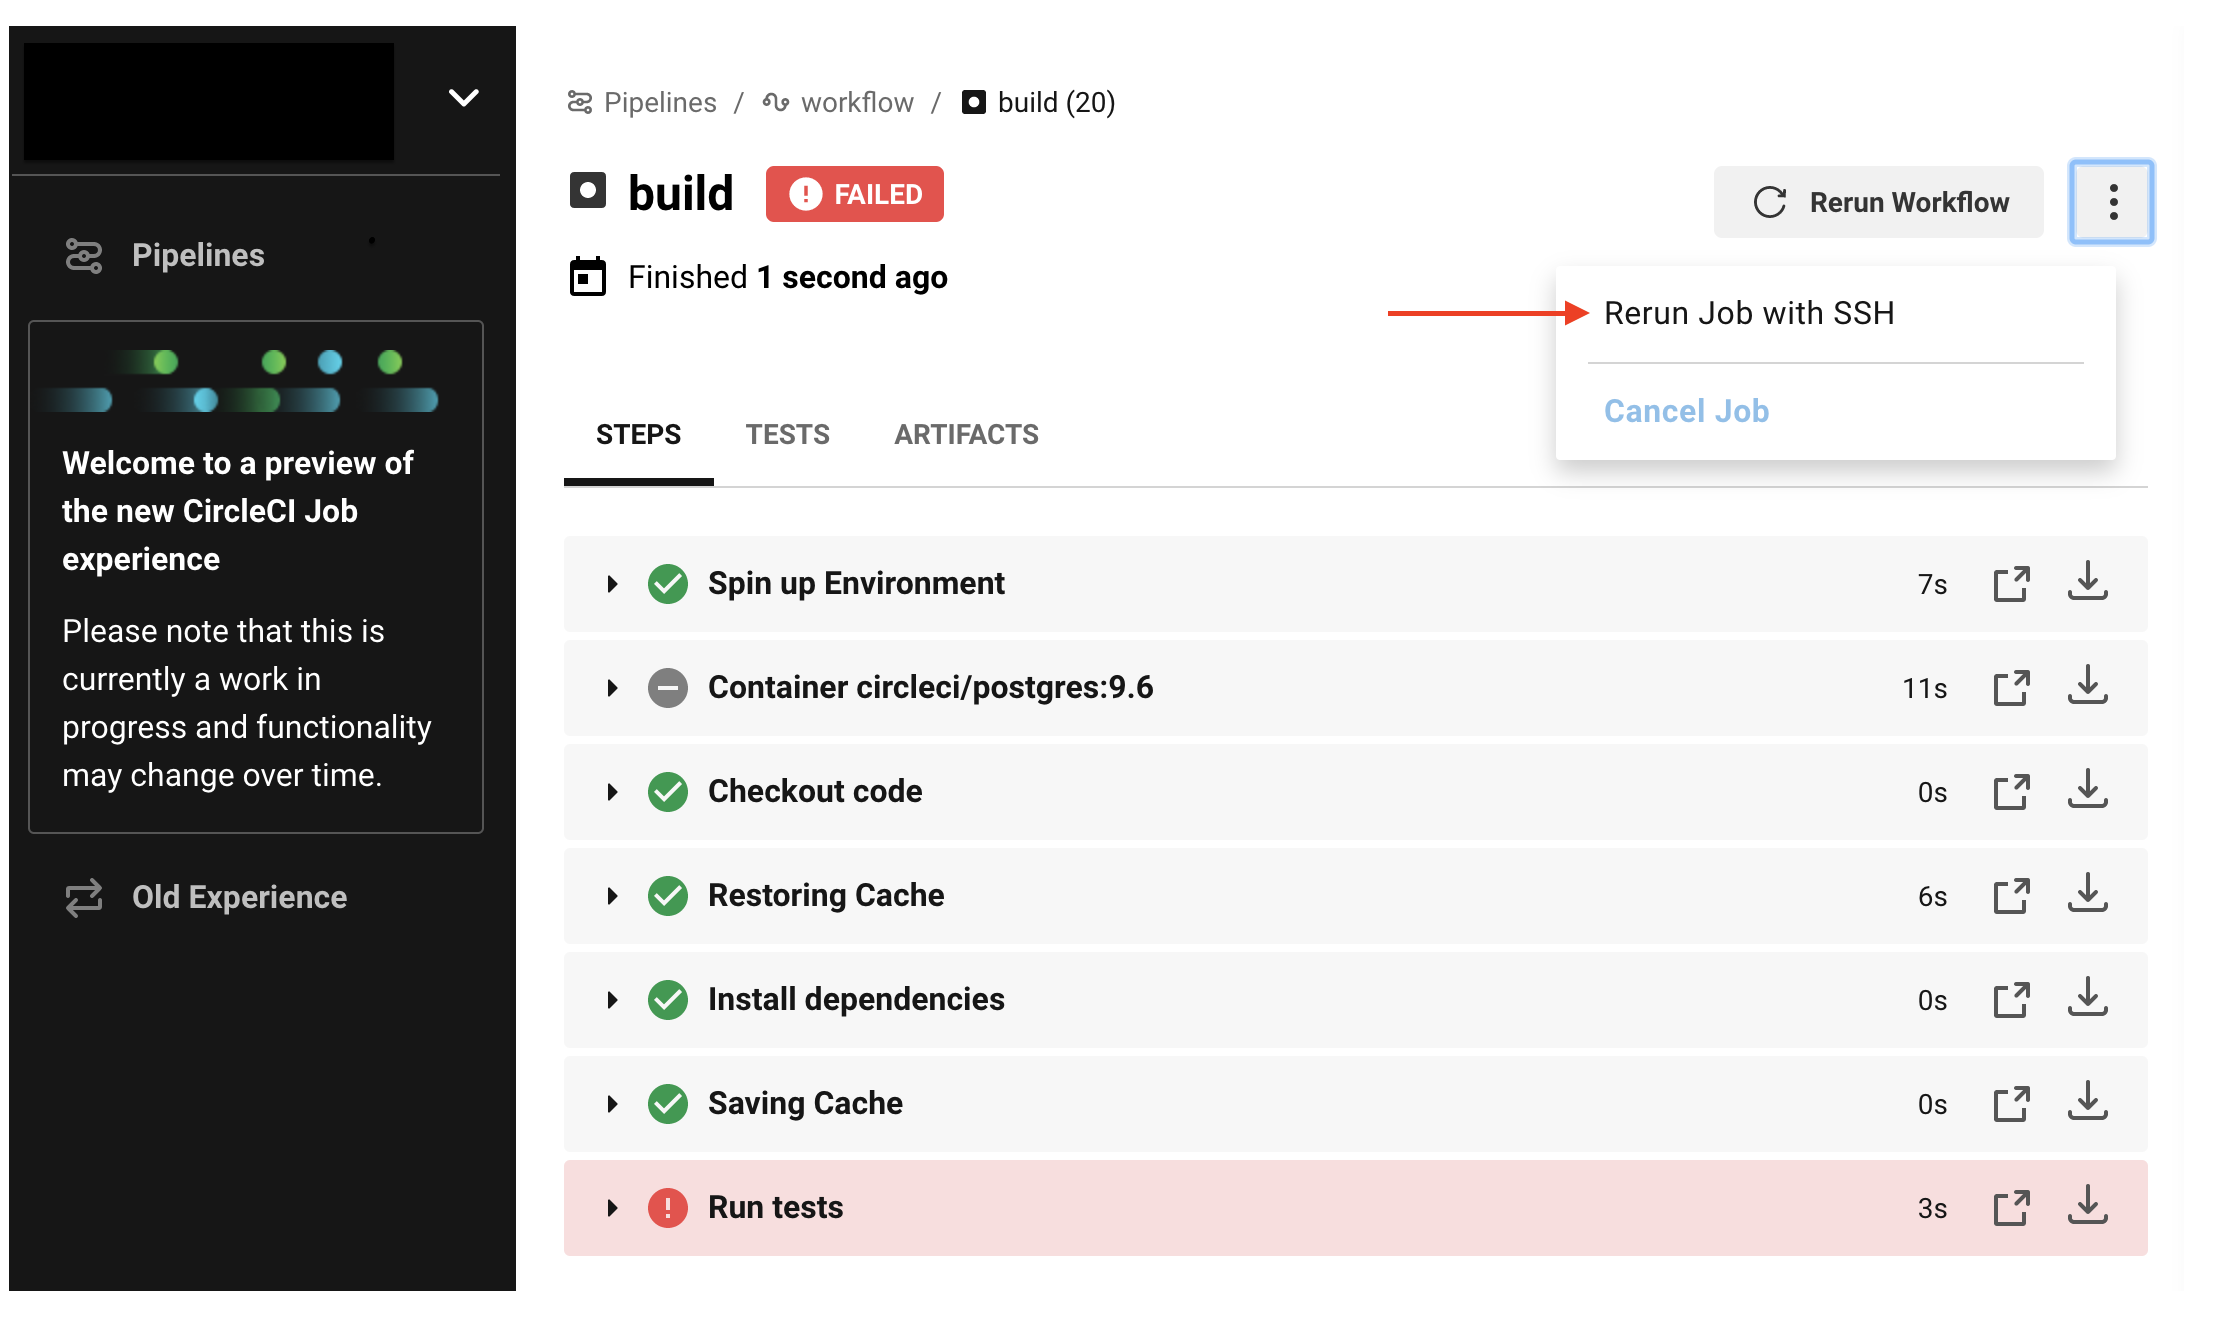 Pipelines
Welcome to a preview of
the new CircleCI Job
experience
Please note that this is
currently a work in
progress and functionality
may change over time.
Old Experience
Pipelines / workflow / build (20)
build FAILED
Rerun Workflow
Finished 1 second ago
Rerun Job with SSH
Cancel Job
STEPS TESTS ARTIFACTS
Spin up Environment 7s
Container circleci/postgres:9.6 11s
Checkout code 0s
Restoring Cache 6s
Install dependencies 0s
Saving Cache 0s
Run tests 3s